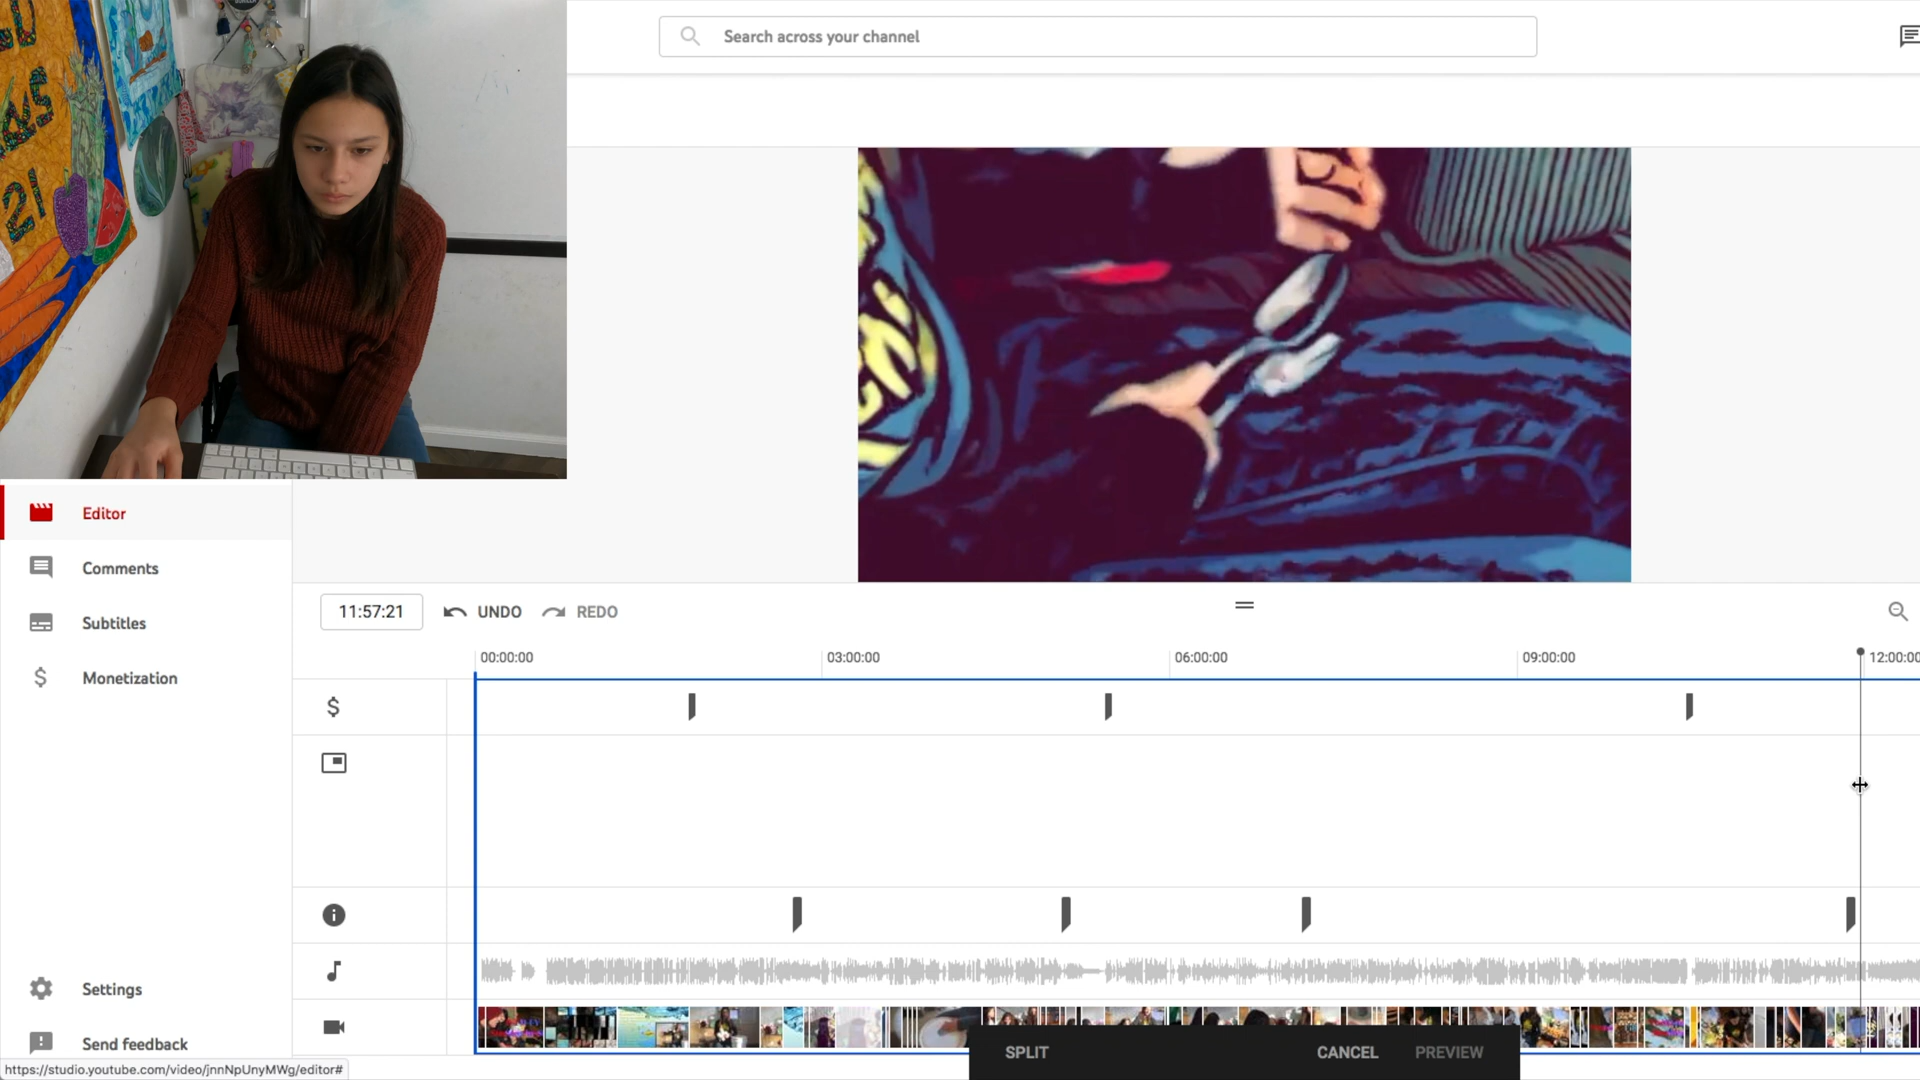 NS
21
Search across your channel
Editor
Comments
Subtitles
Monetization
Settings
Send feedback
https://studio.youtube.com/video/jnnNpUnyMWg/editor#
11:57:21
UNDO
REDO
00:00:00
03:00:00
06:00:00
09:00:00
12:00:00
SPLIT
CANCEL
PREVIEW